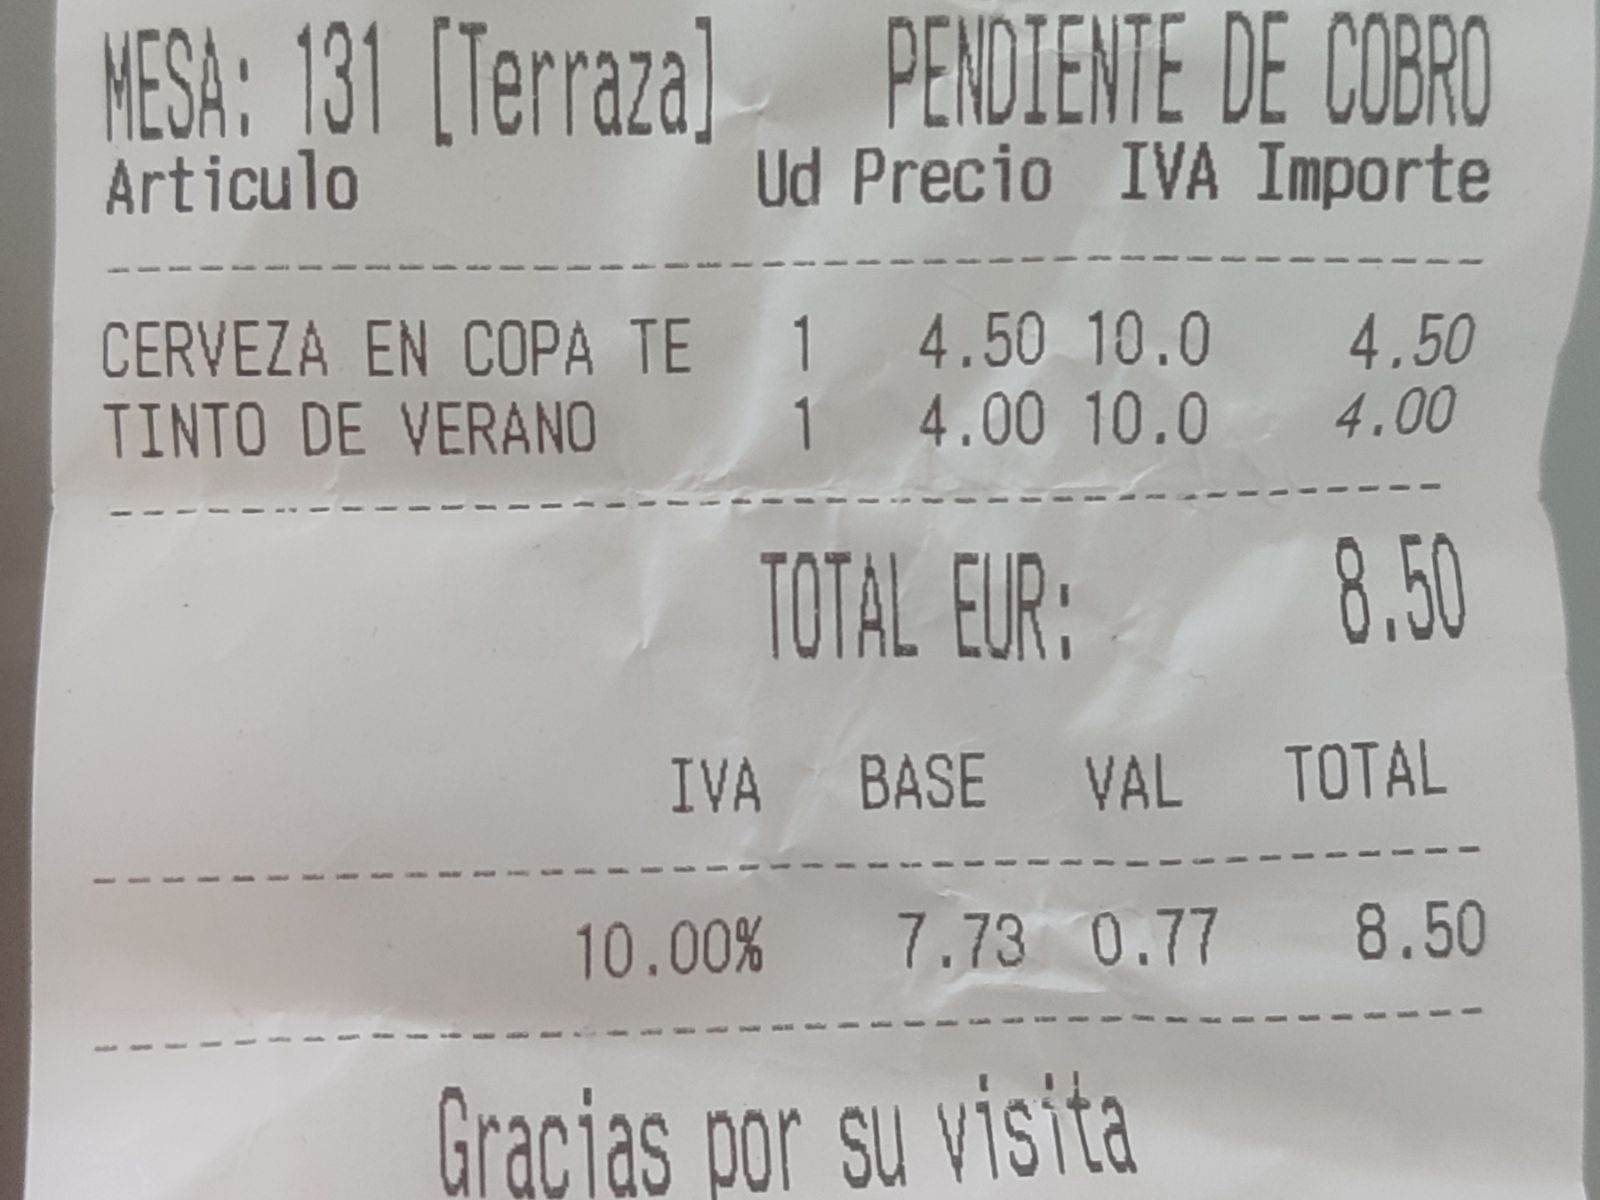 MESA: 131 [Terraza] PENDIENTE DE COBRO
Articulo Ud Precio IVA Importe
CERVEZA EN COPA TE 1 4.50 10.0 4.50
TINTO DE VERANO 1 4.00 10.0 4.00
TOTAL EUR: 8.50
IVA BASE VAL TOTAL
10.00% 7.73 0.77 8.50
Gracias por su visita